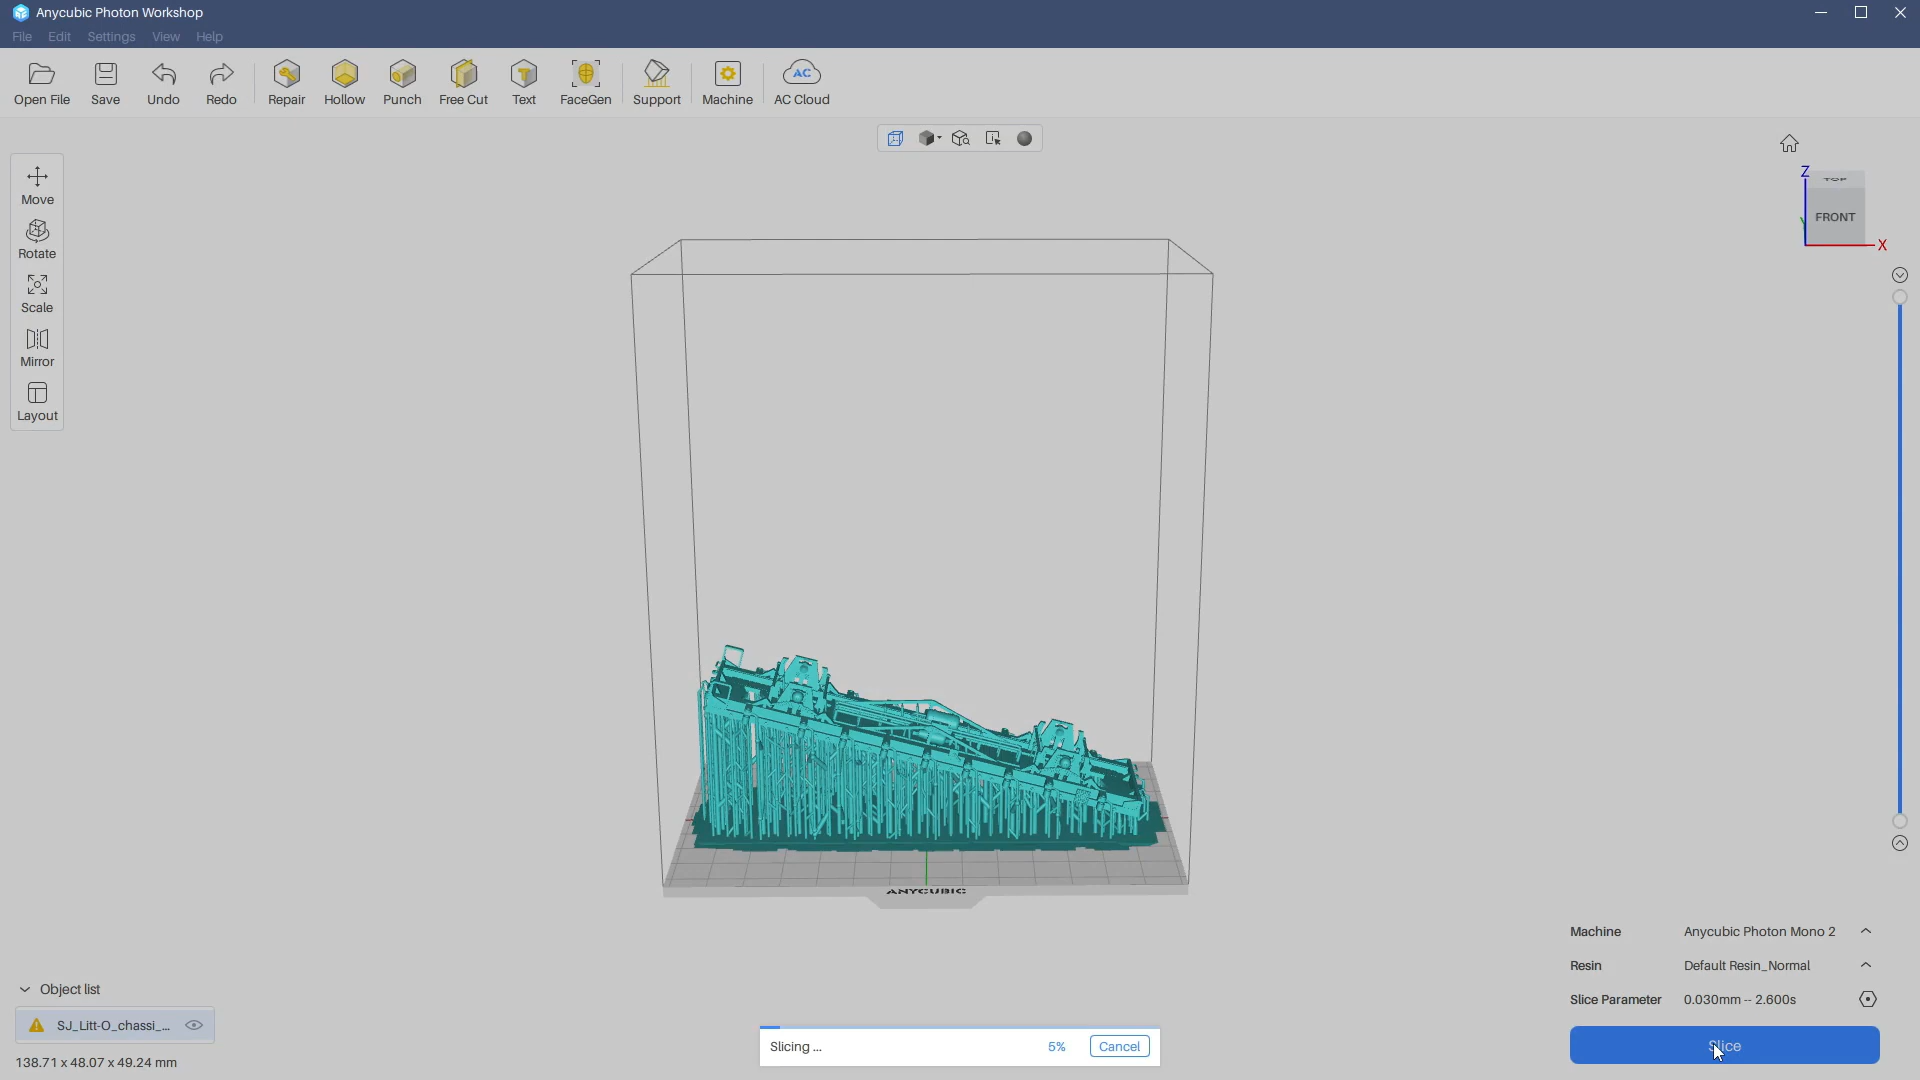 Anycubic Photon Workshop
File Edit Settings View Help
Open File Save Undo Redo Repair Hollow Punch Free Cut Text FaceGen Support Machine AC Cloud
AC
Move
Rotate
Scale
Mirror
Layout
Z
TOP
FRONT
X
ANYCUBIC
Machine Anycubic Photon Mono 2
Resin Default Resin_Normal
Slice Parameter 0.030mm -- 2.600s
Slice
Object list
SJ_Litt-O_chassi_...
138.71 x 48.07 x 49.24 mm
Slicing ... 5% Cancel